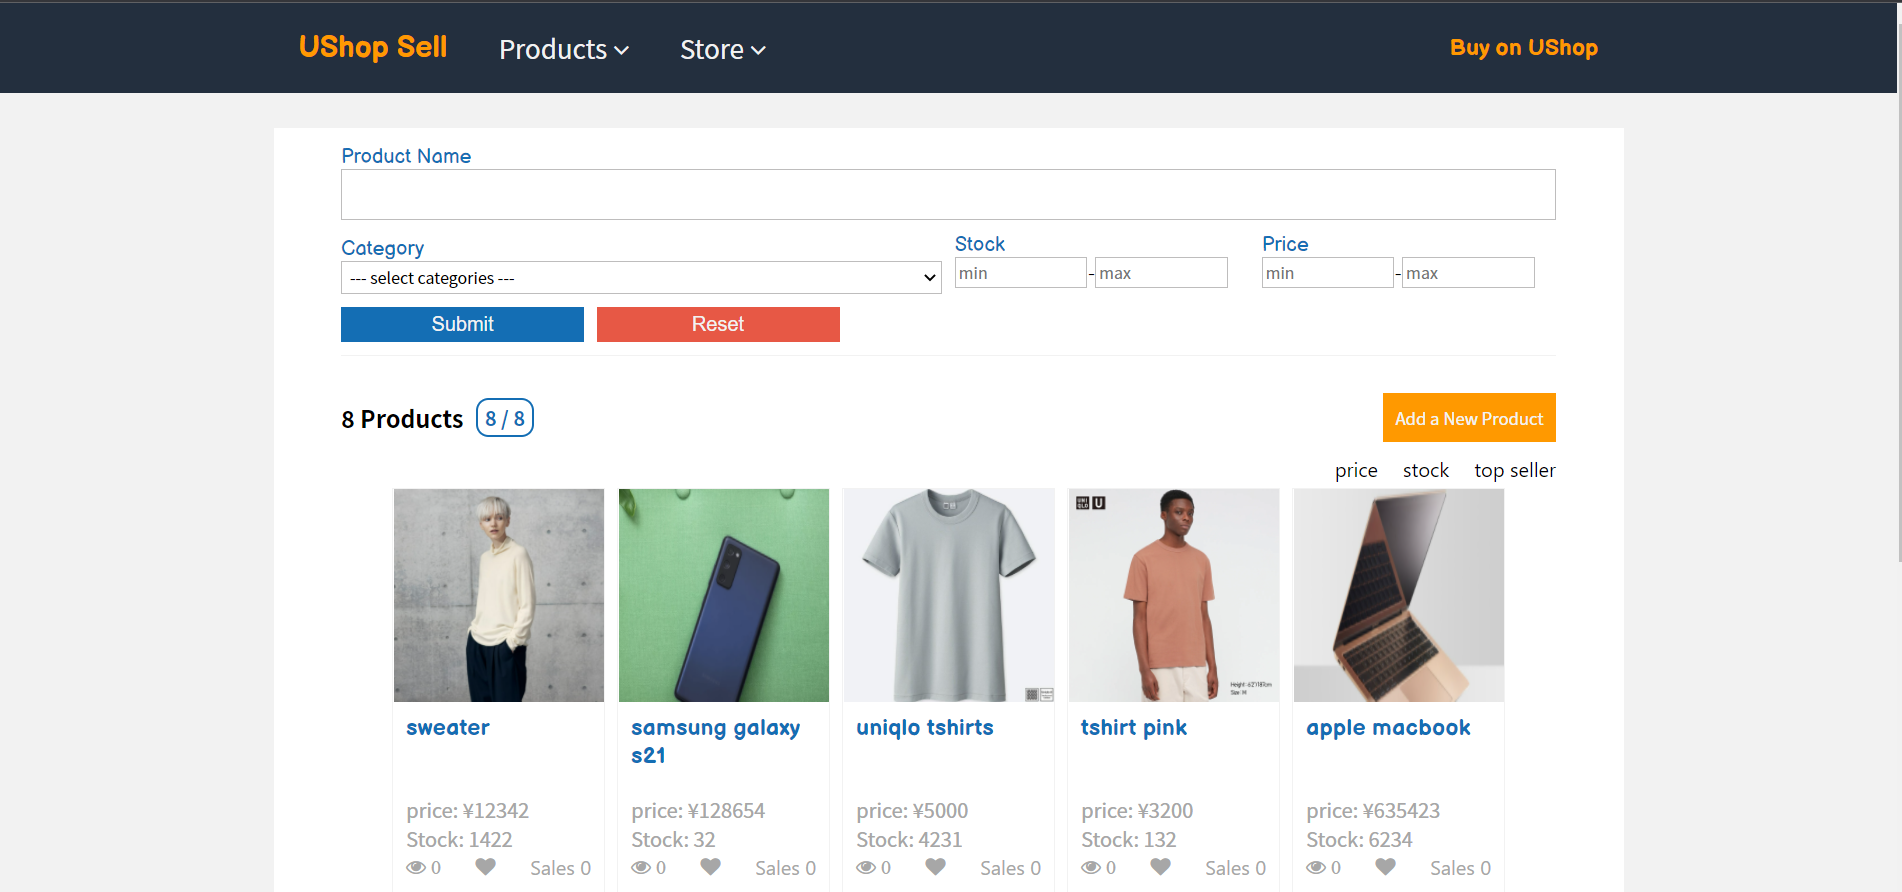 UShop Sell Products Store Buy on UShop
Product Name
Category Stock Price
--- select categories --- min - max min - max
Submit Reset
8 Products 8 / 8 Add a New Product
price stock top seller
sweater samsung galaxy s21 uniqlo tshirts tshirt pink apple macbook
price: ¥12342 price: ¥128654 price: ¥5000 price: ¥3200 price: ¥635423
Stock: 1422 Stock: 32 Stock: 4231 Stock: 132 Stock: 6234
0 Sales 0 0 Sales 0 0 Sales 0 0 Sales 0 0 Sales 0